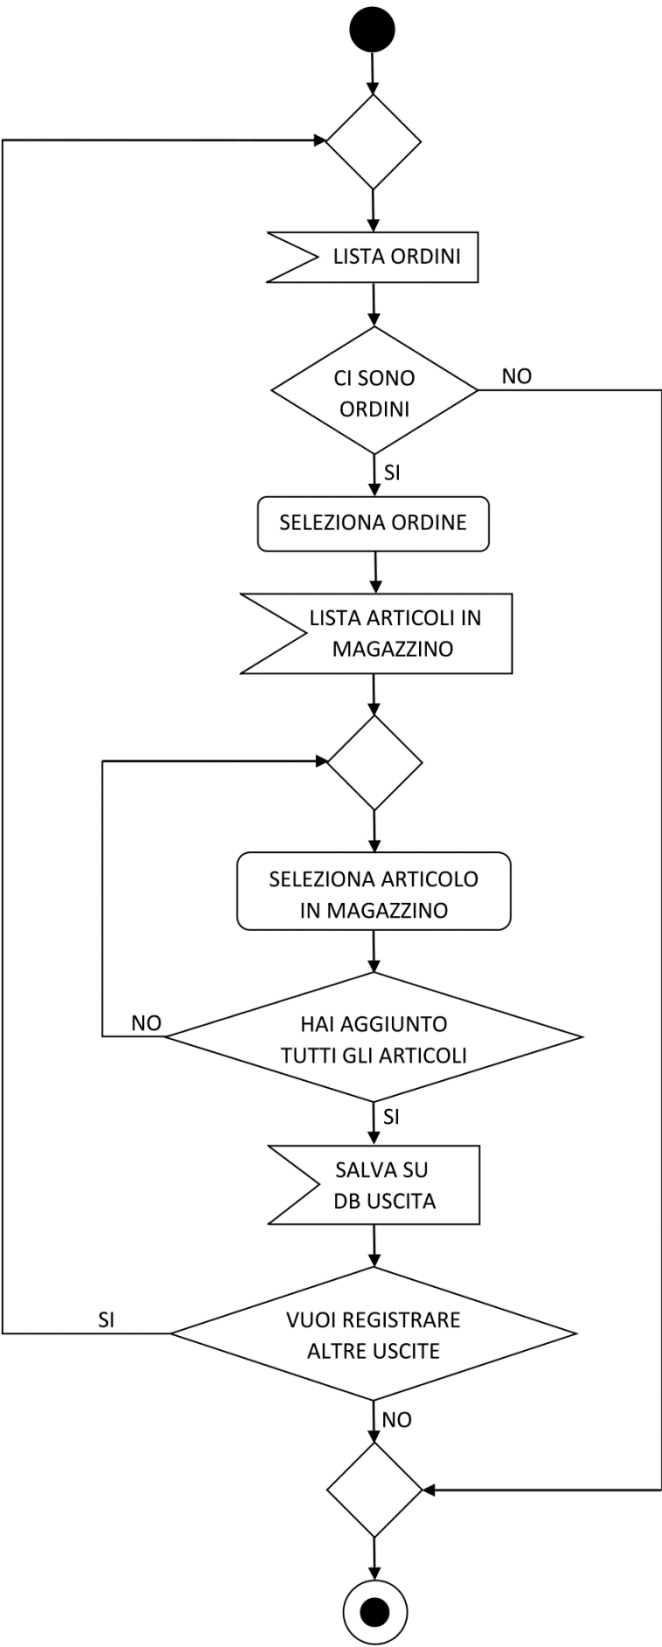 LISTA ORDINI
CI SONO
ORDINI
NO
SI
SELEZIONA ORDINE
LISTA ARTICOLI IN
MAGAZZINO
SELEZIONA ARTICOLO
IN MAGAZZINO
HAI AGGIUNTO
TUTTI GLI ARTICOLI
NO
SI
SALVA SU
DB USCITA
VUOI REGISTRARE
ALTRE USCITE
SI
NO